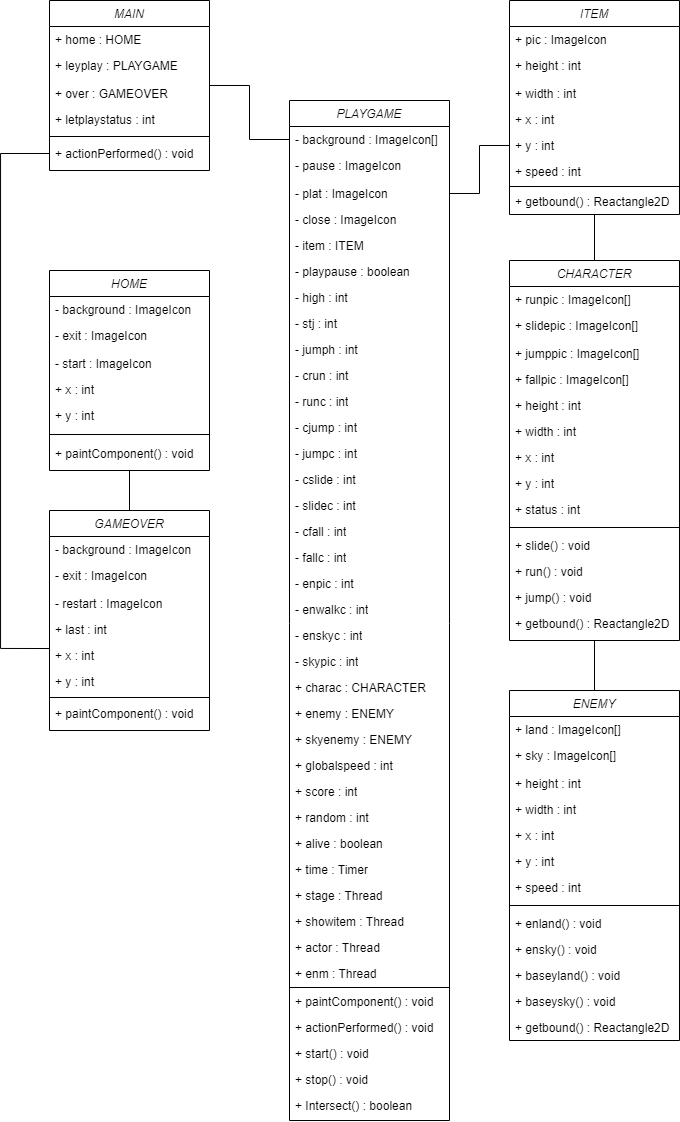 MAIN
+ home : HOME
+ leyplay : PLAYGAME
+ over : GAMEOVER
+ letplaystatus : int
+ actionPerformed() : void
HOME
- background : ImageIcon
- exit : ImageIcon
- start : ImageIcon
+ x : int
+ y : int
+ paintComponent() : void
GAMEOVER
- background : ImageIcon
- exit : ImageIcon
- restart : ImageIcon
+ last : int
+ x : int
+ y : int
+ paintComponent() : void
PLAYGAME
- background : ImageIcon[]
- pause : ImageIcon
- plat : ImageIcon
- close : ImageIcon
- item : ITEM
- playpause : boolean
- high : int
- stj : int
- jumph : int
- crun : int
- runc : int
- cjump : int
- jumpc : int
- cslide : int
- slidec : int
- cfall : int
- fallc : int
- enpic : int
- enwalkc : int
- enskyc : int
- skypic : int
+ charac : CHARACTER
+ enemy : ENEMY
+ skyenemy : ENEMY
+ globalspeed : int
+ score : int
+ random : int
+ alive : boolean
+ time : Timer
+ stage : Thread
+ showitem : Thread
+ actor : Thread
+ enm : Thread
+ paintComponent() : void
+ actionPerformed() : void
+ start() : void
+ stop() : void
+ Intersect() : boolean
ITEM
+ pic : ImageIcon
+ height : int
+ width : int
+ x : int
+ y : int
+ speed : int
+ getbound() : Reactangle2D
CHARACTER
+ runpic : ImageIcon[]
+ slidepic : ImageIcon[]
+ jumppic : ImageIcon[]
+ fallpic : ImageIcon[]
+ height : int
+ width : int
+ x : int
+ y : int
+ status : int
+ slide() : void
+ run() : void
+ jump() : void
+ getbound() : Reactangle2D
ENEMY
+ land : ImageIcon[]
+ sky : ImageIcon[]
+ height : int
+ width : int
+ x : int
+ y : int
+ speed : int
+ enland() : void
+ ensky() : void
+ baseyland() : void
+ baseysky() : void
+ getbound() : Reactangle2D